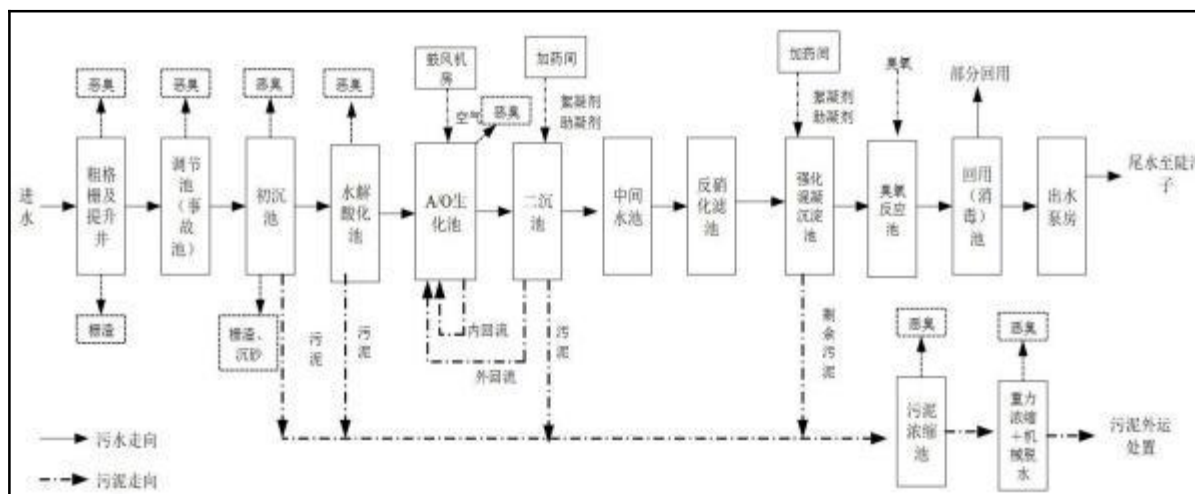 恶臭
恶臭
恶臭
恶臭
鼓风机
房
加药间
空气
恶臭
絮凝剂
助凝剂
加药间
絮凝剂
助凝剂
臭氧
部分回用
进
水
粗格
栅及
提升
井
调节
池
（事
故
池）
初沉
池
水解
酸化
池
A/O生
化池
二沉
池
中间
水池
反硝
化滤
池
强化
混凝
沉淀
池
臭氧
反应
池
回用
（消
毒）
池
出水
泵房
尾水至陡沟
子
栅渣
栅渣、
沉砂
污
泥
污
泥
内回流
外回流
污
泥
剩
余
污
泥
恶臭
恶臭
污泥
浓缩
池
重力
浓缩
＋机
械脱
水
污泥外运
处置
污水走向
污泥走向